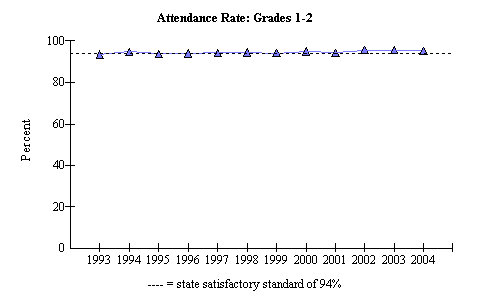 Attendance Rate: Grades 1-2
100
80
60
40
20
0
Percent
1993 1994 1995 1996 1997 1998 1999 2000 2001 2002 2003 2004
---- = state satisfactory standard of 94%